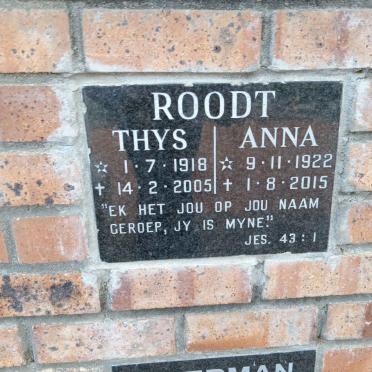 ROODT
THYS ANNA
☆ 1·7·1918 ☆ 9·11·1922
✝ 14·2·2005 ✝ 1·8·2015
"EK HET JOU OP JOU NAAM
GEROEP, JY IS MYNE."
JES. 43:1